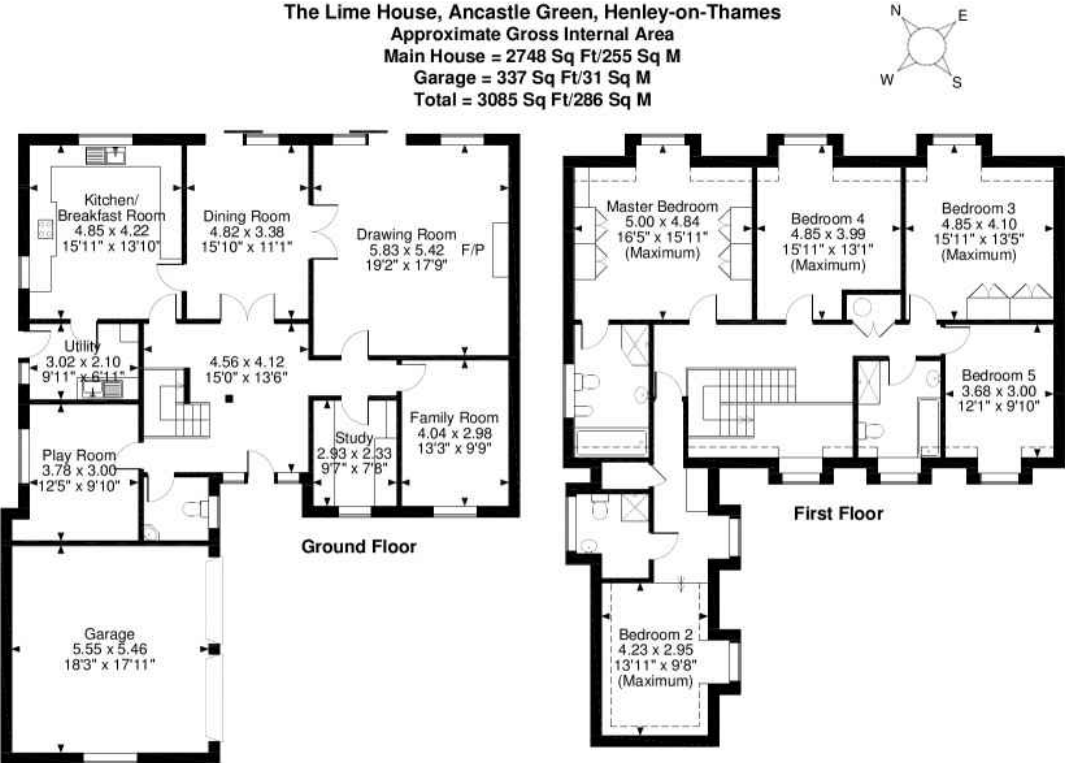 The Lime House, Ancastle Green, Henley-on-Thames
Approximate Gross Internal Area
Main House = 2748 Sq Ft/255 Sq M
Garage = 337 Sq Ft/31 Sq M
Total = 3085 Sq Ft/286 Sq M
N
E
W
S
Kitchen/
Breakfast Room
4.85 x 4.22
15'11" x 13'10"
Dining Room
4.82 x 3.38
15'10" x 11'1"
Drawing Room
5.83 x 5.42
19'2" x 17'9"
F/P
Utility
3.02 x 2.10
9'11" x 6'11"
4.56 x 4.12
15'0" x 13'6"
Play Room
3.78 x 3.00
12'5" x 9'10"
Study
2.93 x 2.33
9'7" x 7'8"
Family Room
4.04 x 2.98
13'3" x 9'9"
Garage
5.55 x 5.46
18'3" x 17'11"
Ground Floor
Master Bedroom
5.00 x 4.84
16'5" x 15'11"
(Maximum)
Bedroom 4
4.85 x 3.99
15'11" x 13'1"
(Maximum)
Bedroom 3
4.85 x 4.10
15'11" x 13'5"
(Maximum)
Bedroom 5
3.68 x 3.00
12'1" x 9'10"
Bedroom 2
4.23 x 2.95
13'11" x 9'8"
(Maximum)
First Floor